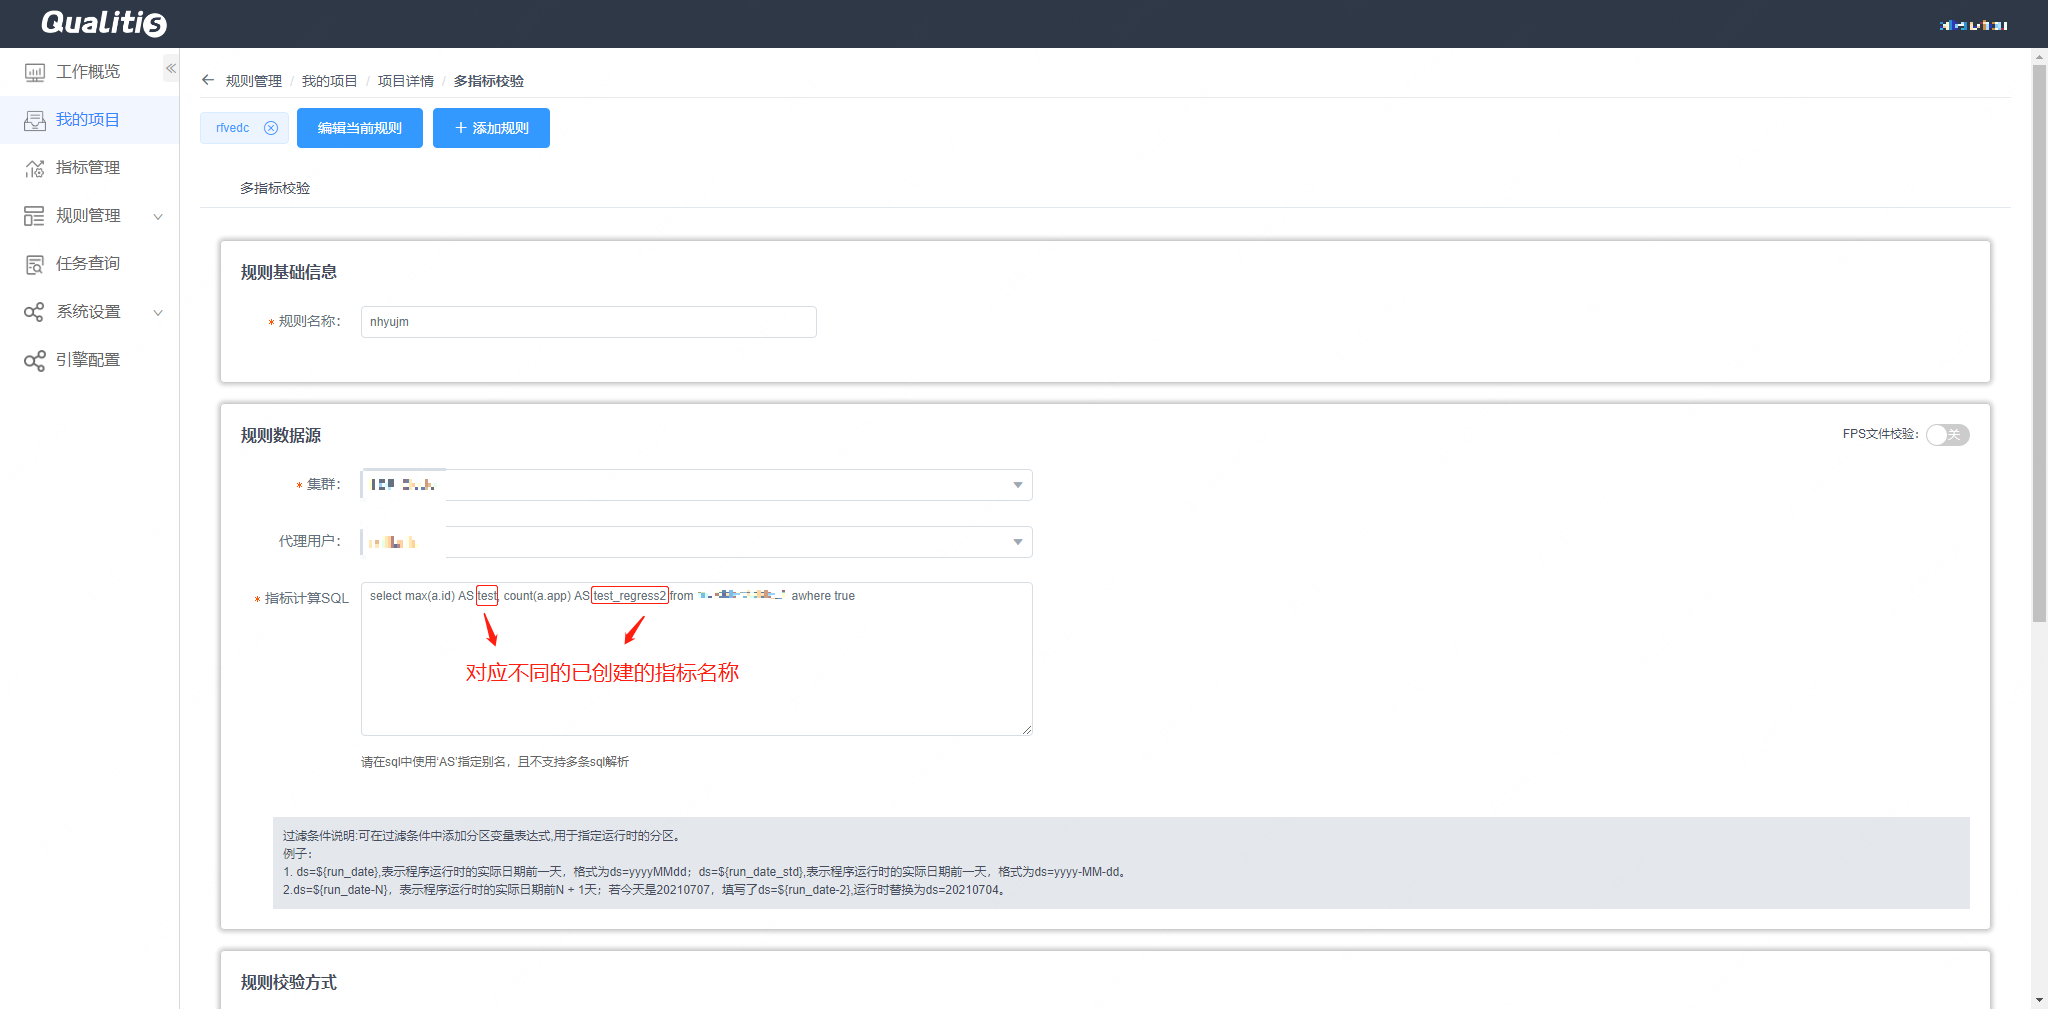 Qualitis
工作概览
我的项目
指标管理
规则管理
任务查询
系统设置
引擎配置
规则管理 / 我的项目 / 项目详情 / 多指标校验
rfvedc
编辑当前规则
添加规则
多指标校验
规则基础信息
* 规则名称：
nhyujm
规则数据源
FPS文件校验：
关
* 集群：
代理用户：
* 指标计算SQL
select max(a.id) AS test, count(a.app) AS test_regress2 from awhere true
对应不同的已创建的指标名称
请在sql中使用'AS'指定别名，且不支持多条sql解析
过滤条件说明:可在过滤条件中添加分区变量表达式,用于指定运行时的分区。
例子：
1. ds=${run_date},表示程序运行时的实际日期前一天，格式为ds=yyyyMMdd；ds=${run_date_std},表示程序运行时的实际日期前一天，格式为ds=yyyy-MM-dd。
2.ds=${run_date-N}，表示程序运行时的实际日期前N + 1天；若今天是20210707，填写了ds=${run_date-2},运行时替换为ds=20210704。
规则校验方式